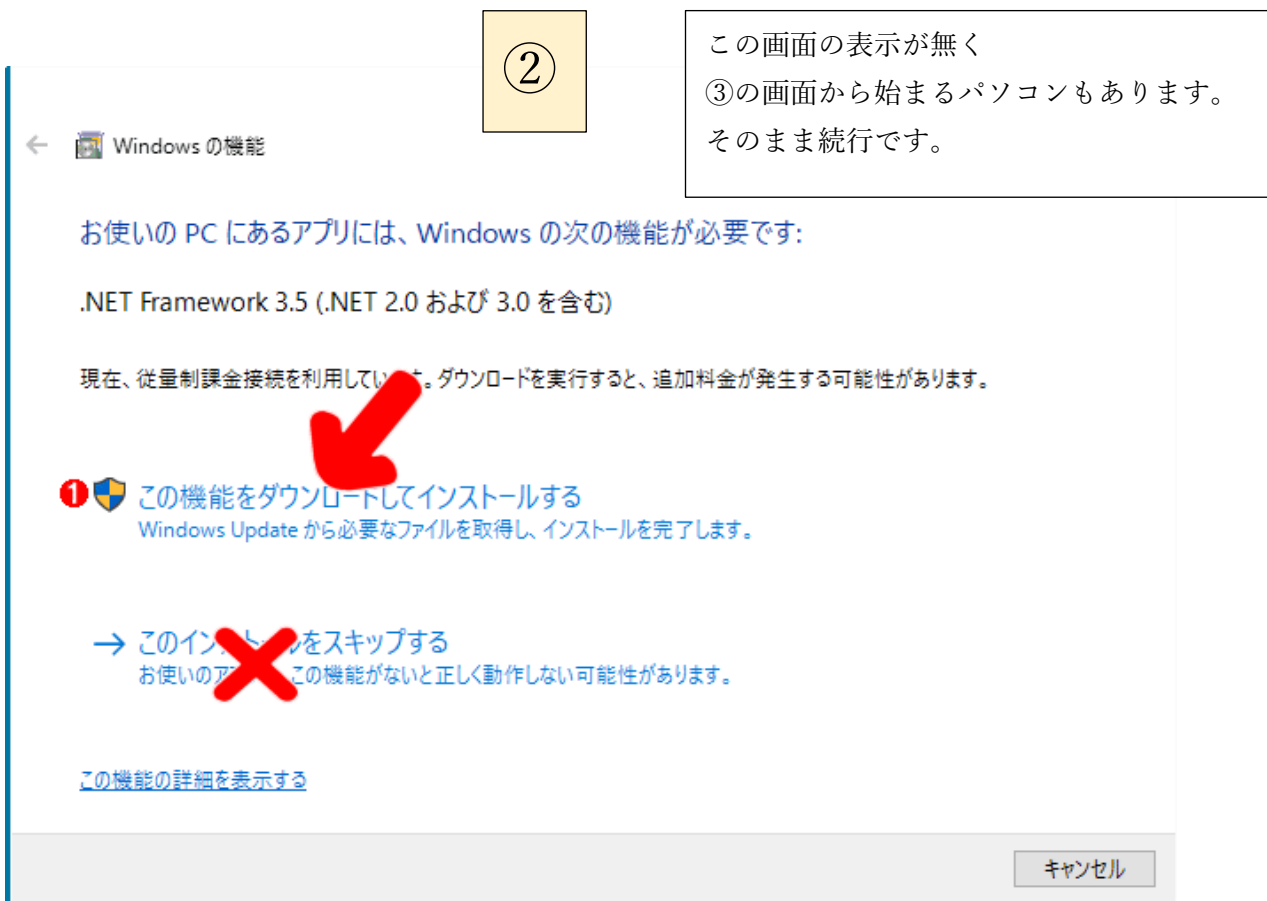 ②
この画面の表示が無く
③の画面から始まるパソコンもあります。
そのまま続行です。
← Windows の機能
お使いの PC にあるアプリには、Windows の次の機能が必要です:
.NET Framework 3.5 (.NET 2.0 および 3.0 を含む)
現在、従量制課金接続を利用してい 。ダウンロードを実行すると、追加料金が発生する可能性があります。
1 この機能をダウンロードしてインストールする
Windows Update から必要なファイルを取得し、インストールを完了します。
→ このインストールをスキップする
お使いのア この機能がないと正しく動作しない可能性があります。
この機能の詳細を表示する
キャンセル